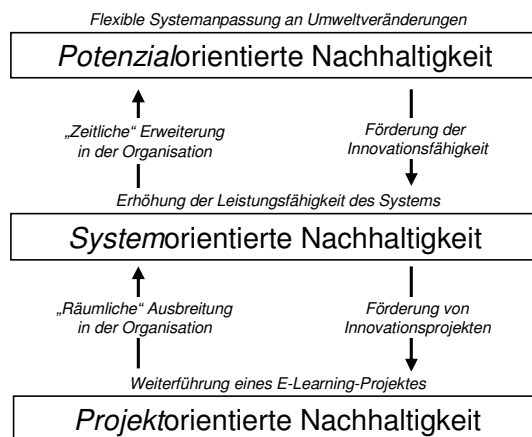 Flexible Systemanpassung an Umweltveränderungen
Potenzialorientierte Nachhaltigkeit
„Zeitliche“ Erweiterung
in der Organisation
Förderung der
Innovationsfähigkeit
Erhöhung der Leistungsfähigkeit des Systems
Systemorientierte Nachhaltigkeit
„Räumliche“ Ausbreitung
in der Organisation
Förderung von
Innovationsprojekten
Weiterführung eines E-Learning-Projektes
Projektorientierte Nachhaltigkeit